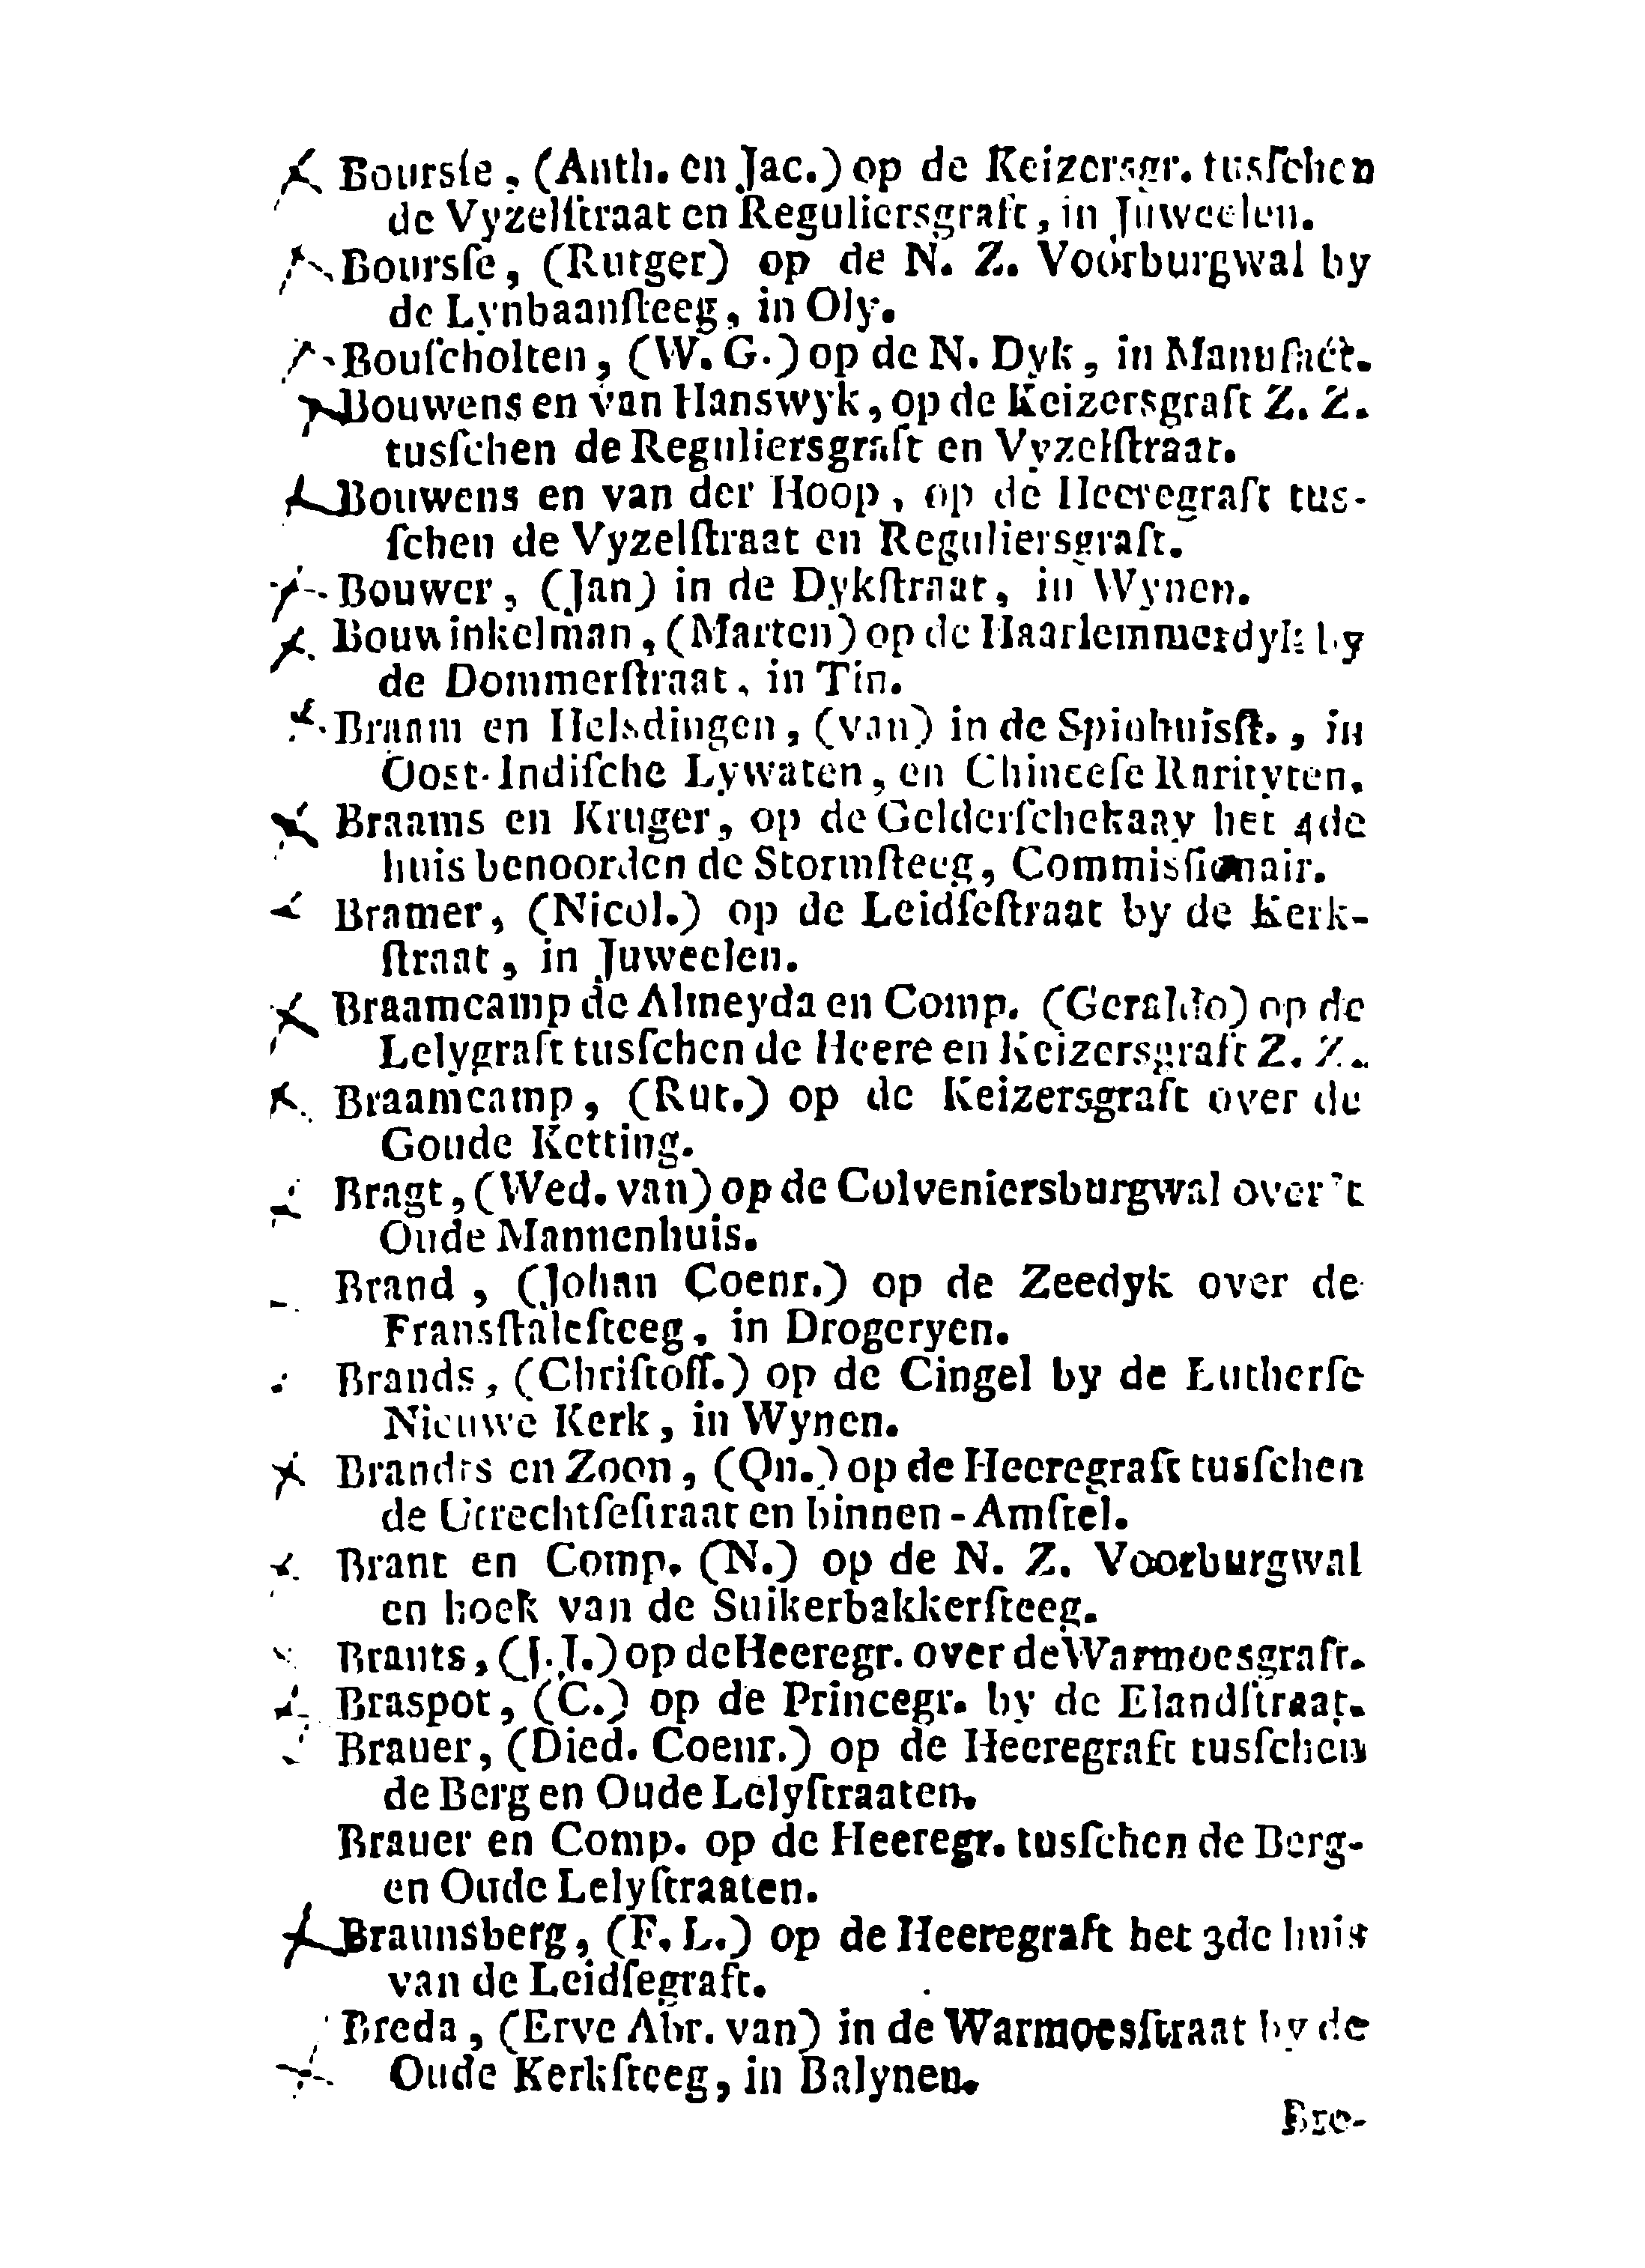 Boursſe, (Anth. en Jac.) op de Keizersgr. tusſchen
de Vyzelſtraat en Reguliersgraft, in Juweelen.
Boursſe, (Rutger) op de N. Z. Voorburgwal by
de Lynbaanſteeg, in Oly.
Bouſcholten, (W. G.) op de N. Dyk, in Manufact.
Bouwens en van Hanswyk, op de Keizersgraft Z. Z.
tusſchen de Reguliersgraft en Vyzelſtraat.
Bouwens en van der Hoop, op de Heeregraft tus-
ſchen de Vyzelſtraat en Reguliersgraft.
Bouwer, (Jan) in de Dykſtraat, in Wynen.
Bouwinkelman, (Marten) op de Haarlemmerdyk by
de Dommerſtraat, in Tin.
Braam en Helsdingen, (van) in de Spinhuisſt., in
Oost-Indiſche Lywaten, en Chineeſe Rarityten.
Braams en Kruger, op de Gelderſchekaay het 4de
huis benoorden de Stormſteeg, Commisſionair.
Bramer, (Nicol.) op de Leidſeſtraat by de Kerk-
ſtraat, in Juweelen.
Braamcamp de Almeyda en Comp. (Geraldo) op de
Lelygraft tusſchen de Heere en Keizersgraft Z. Z.
Braamcamp, (Rut.) op de Keizersgraft over de
Goude Ketting.
Bragt, (Wed. van) op de Colveniersburgwal over 't
Oude Mannenhuis.
Brand, (Johan Coenr.) op de Zeedyk over de
Fransſtaleſteeg, in Drogeryen.
Brands, (Chriſtoff.) op de Cingel by de Lutherſe
Nieuwe Kerk, in Wynen.
Brandts en Zoon, (Qn.) op de Heeregraft tusſchen
de Utrechtſeſtraat en binnen-Amſtel.
Brant en Comp. (N.) op de N. Z. Voorburgwal
en hoek van de Suikerbakkerſteeg.
Brants, (J. J.) op de Heeregr. over de Warmoesgraft.
Braspot, (C.) op de Princegr. by de Elandſtraat.
Brauer, (Died. Coenr.) op de Heeregraft tusſchen
de Berg en Oude Lelyſtraaten.
Brauer en Comp. op de Heeregr. tusſchen de Berg-
en Oude Lelyſtraaten.
Braunsberg, (F. L.) op de Heeregraft het 3de huis
van de Leidſegraft.
Breda, (Erve Abr. van) in de Warmoesſtraat by de
Oude Kerkſteeg, in Balynen.
Bre-